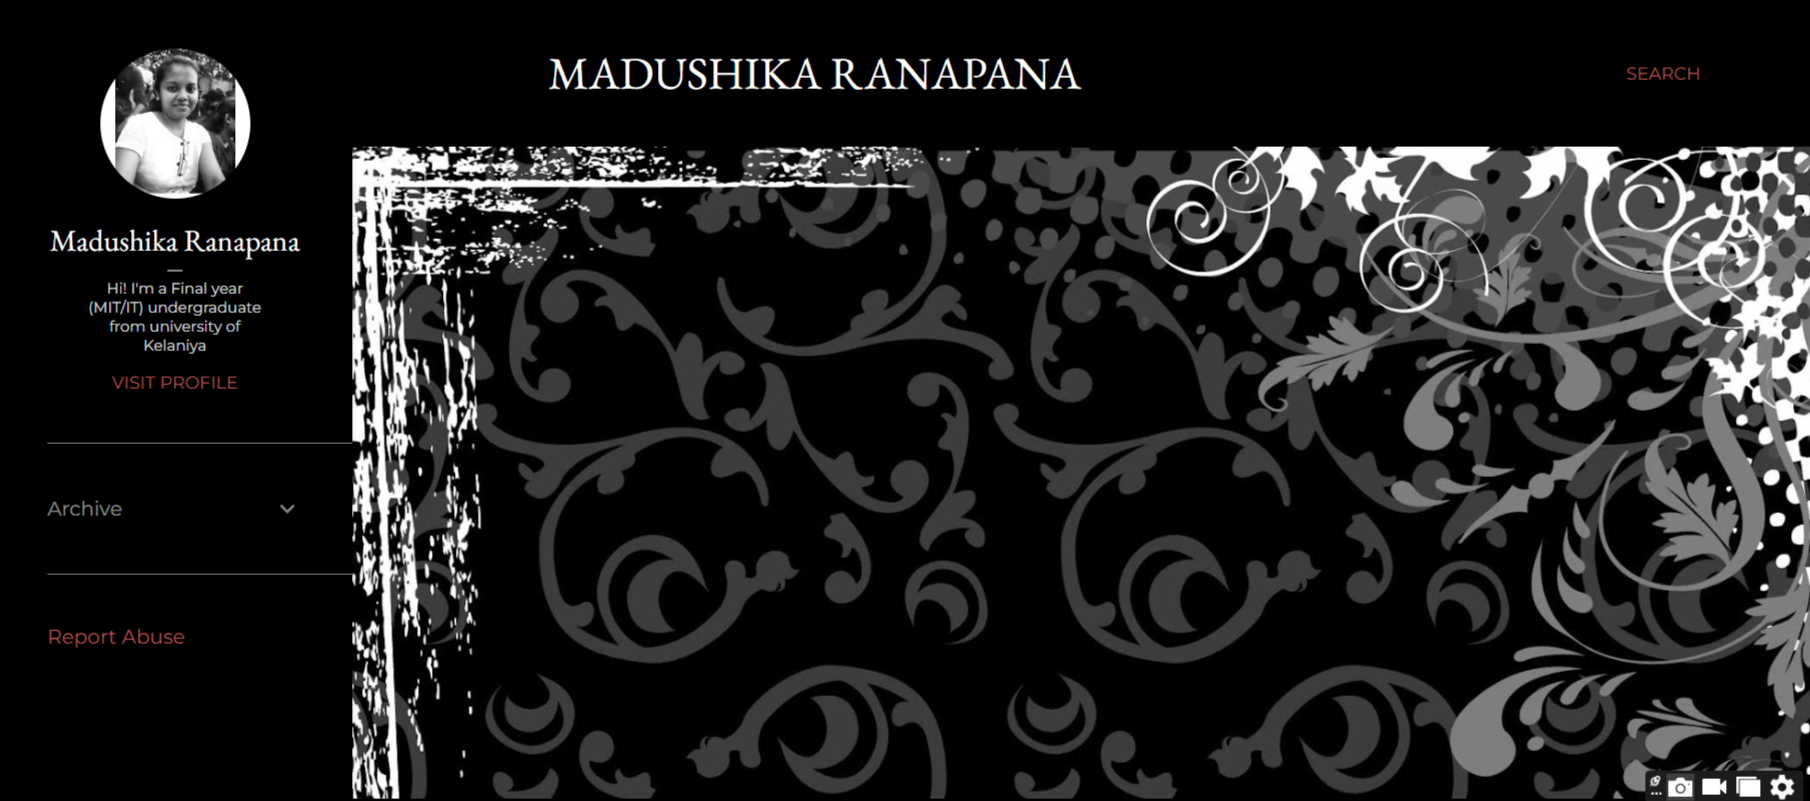 MADUSHIKA RANAPANA
SEARCH
Madushika Ranapana
Hi! I'm a Final year
(MIT/IT) undergraduate
from university of
Kelaniya
VISIT PROFILE
Archive
Report Abuse